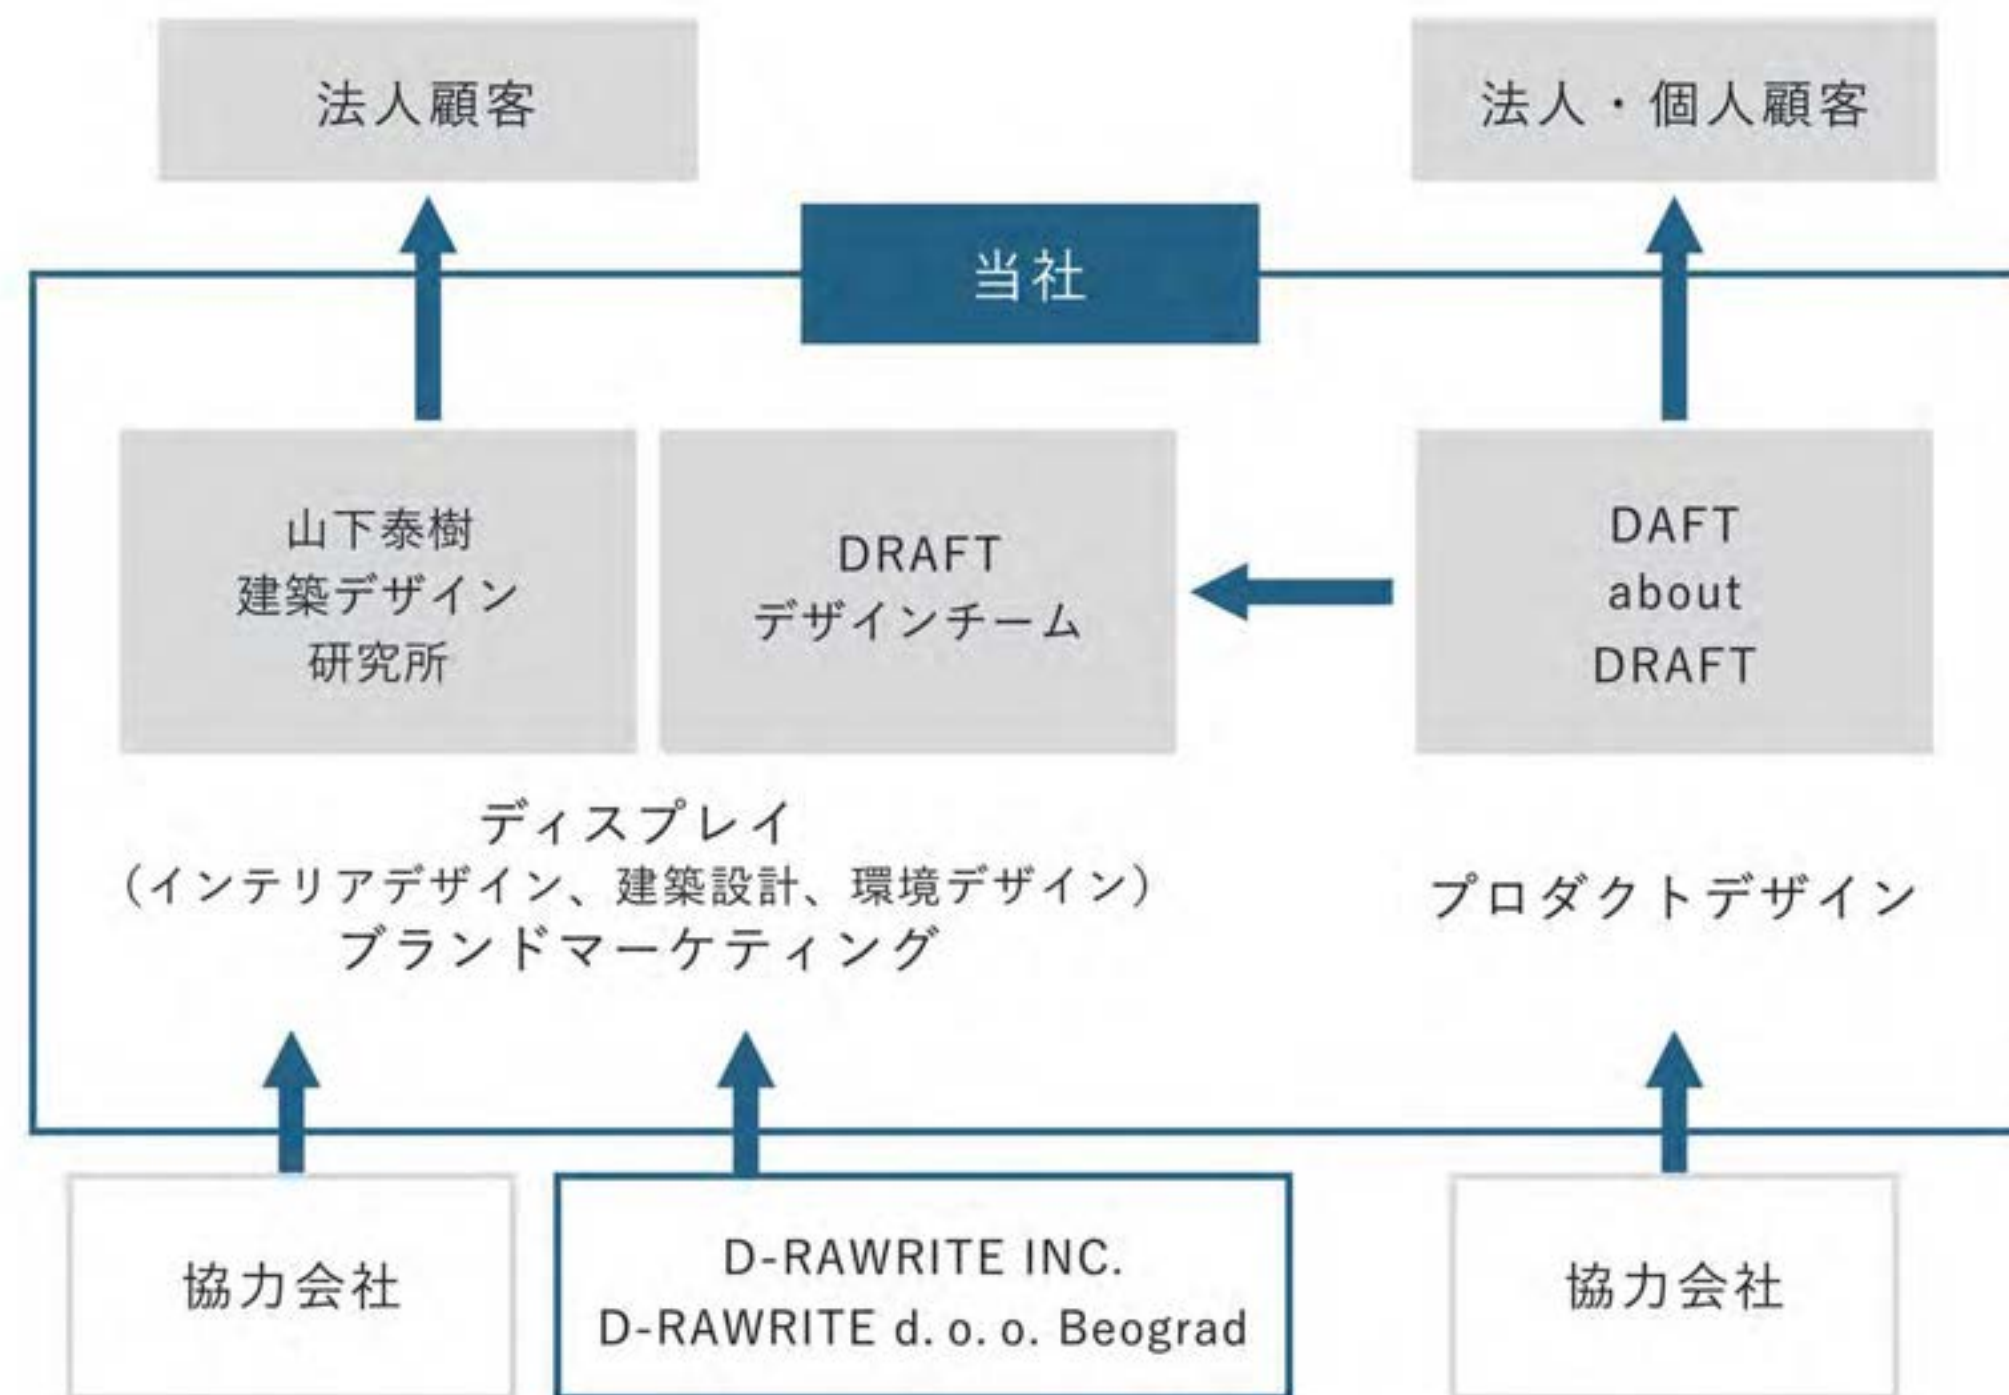 法人顧客
法人・個人顧客
当社
山下泰樹
建築デザイン
研究所
DRAFT
デザインチーム
DAFT
about
DRAFT
ディスプレイ
（インテリアデザイン、建築設計、環境デザイン）
ブランドマーケティング
プロダクトデザイン
協力会社
D-RAWRITE INC.
D-RAWRITE d. o. o. Beograd
協力会社